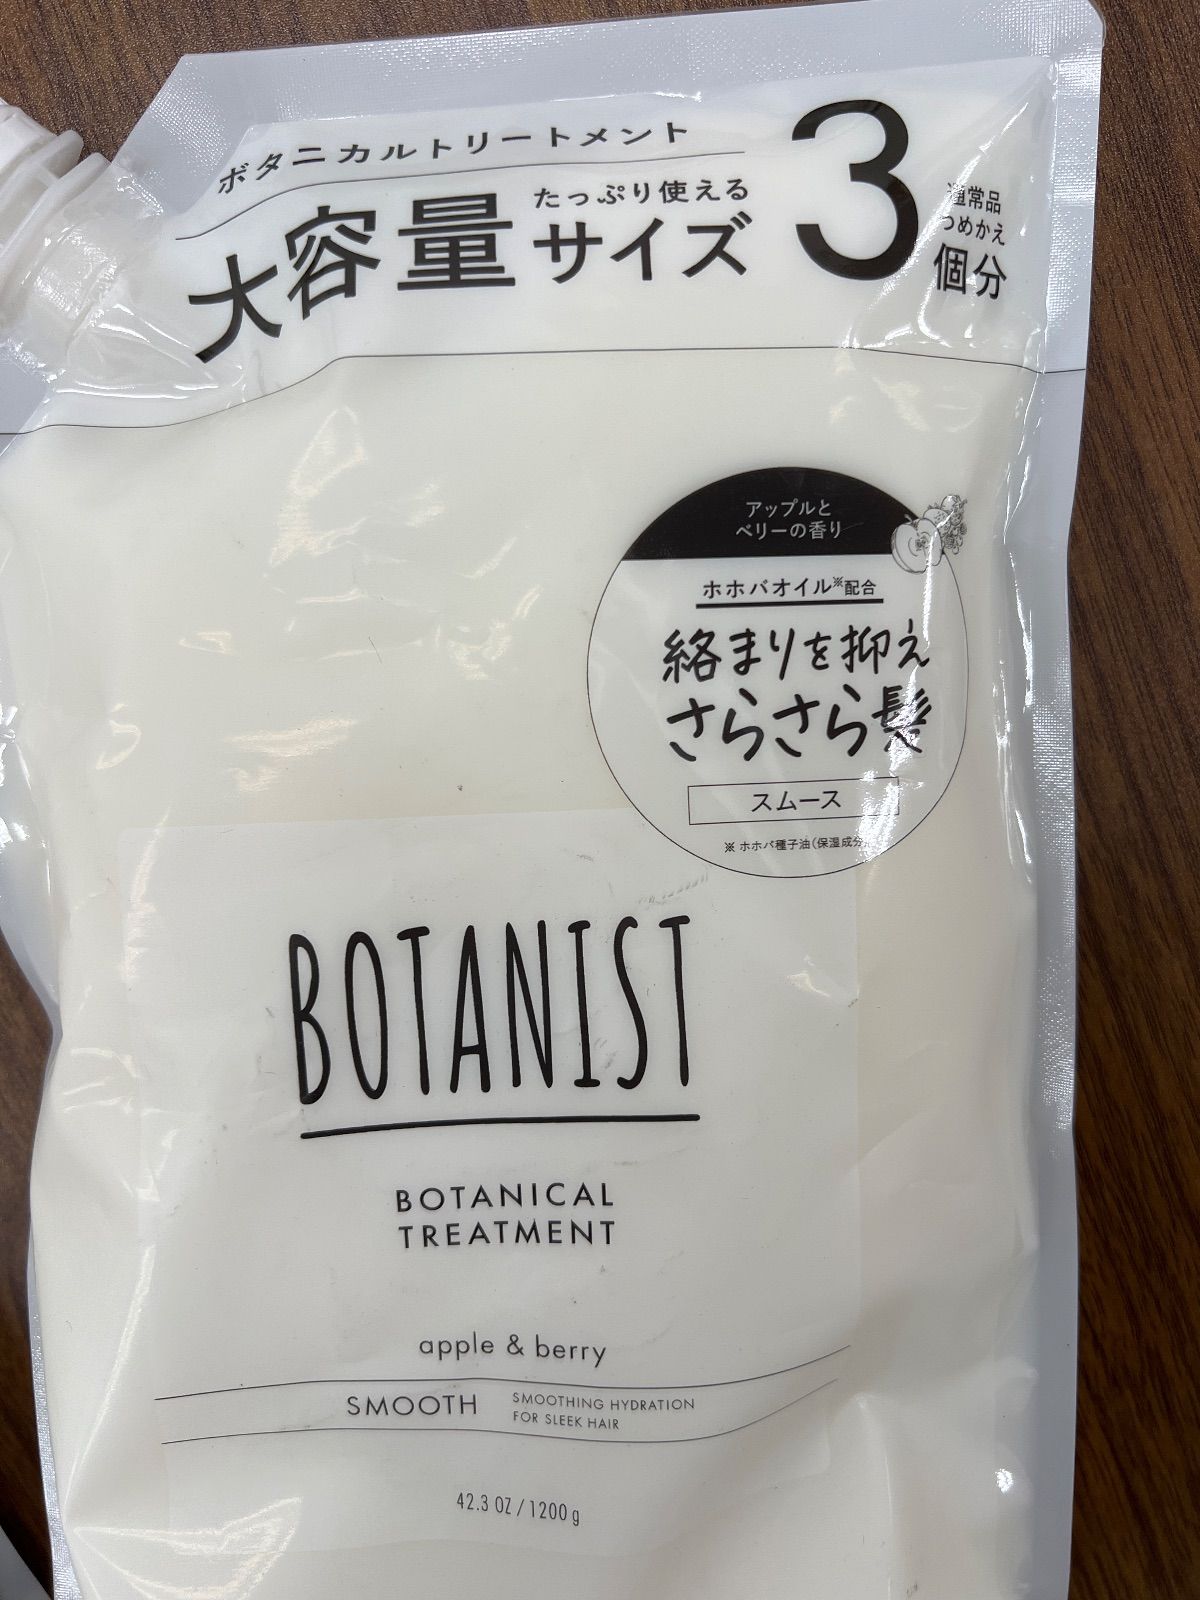 ボタニカルトリートメント
大容量
たっぷり使える
サイズ
3
通常品
つめかえ
個分
アップルと
ベリーの香り
ホホバオイル※配合
絡まりを抑え
さらさら髪
スムース
※ホホバ種子油(保湿成分)
BOTANIST
BOTANICAL
TREATMENT
apple & berry
SMOOTH
SMOOTHING HYDRATION
FOR SLEEK HAIR
42.3 OZ / 1200g